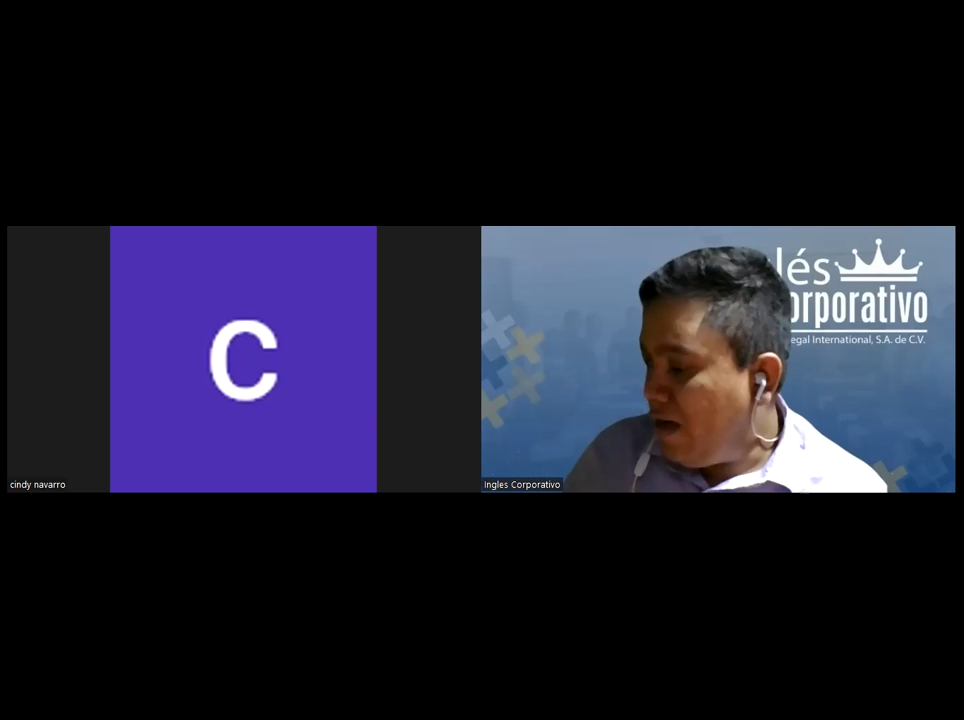 C
cindy navarro
lés
orporativo
egal International, S.A. de C.V.
Ingles Corporativo